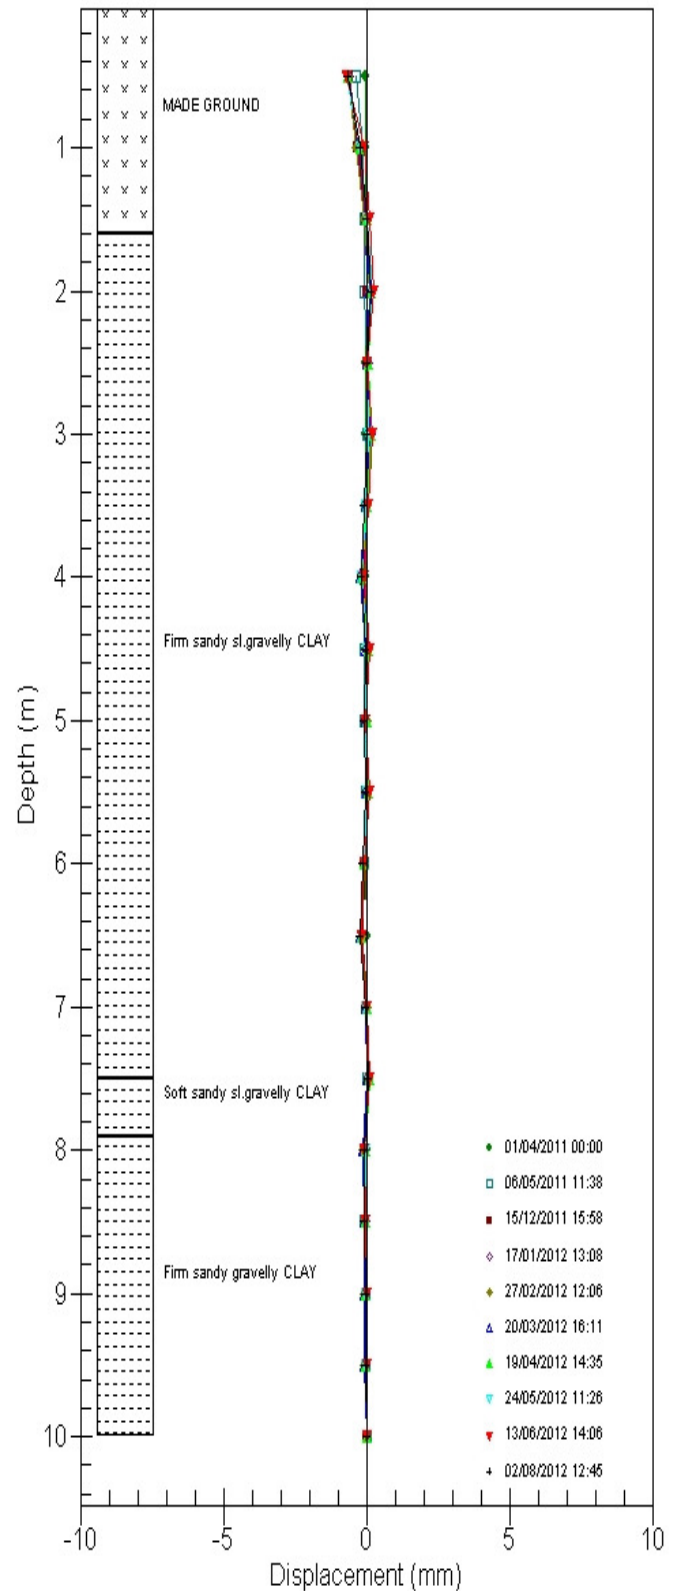 MADE GROUND
1
2
3
4
Firm sandy sl.gravelly CLAY
5
Depth (m)
6
7
Soft sandy sl.gravelly CLAY
8
01/04/2011 00:00
06/05/2011 11:38
15/12/2011 15:58
17/01/2012 13:08
Firm sandy gravelly CLAY
9
27/02/2012 12:06
20/03/2012 16:11
19/04/2012 14:35
24/05/2012 11:26
10
13/06/2012 14:06
02/08/2012 12:45
-10 -5 0 5 10
Displacement (mm)